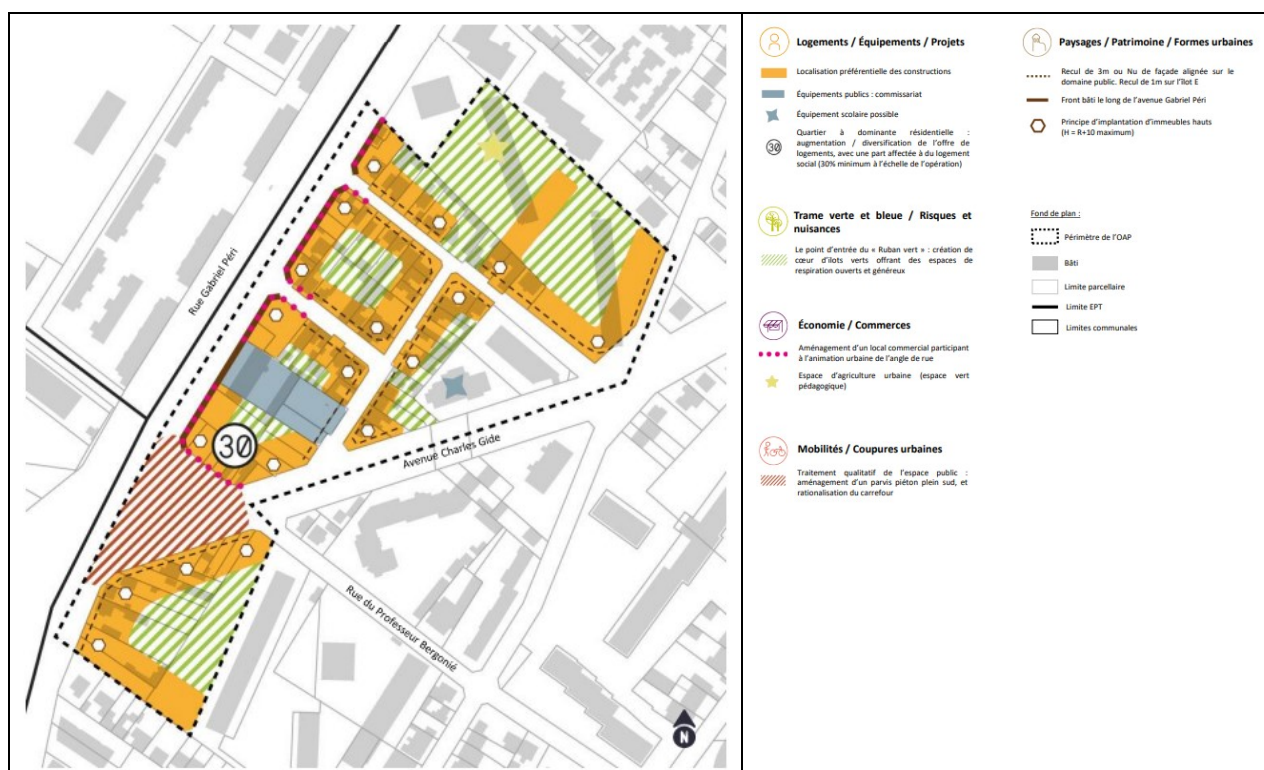 Rue Gabriel Péri
30
Avenue Charles Gide
Rue du Professeur Bergonié
N
Logements / Équipements / Projets
Localisation préférentielle des constructions
Équipements publics : commissariat
Équipement scolaire possible
30
Quartier à dominante résidentielle :
augmentation / diversification de l'offre de
logements, avec une part affectée à du logement
social (30% minimum à l'échelle de l'opération)
Trame verte et bleue / Risques et
nuisances
Le point d'entrée du « Ruban vert » : création de
cœur d'îlots verts offrant des espaces de
respiration ouverts et généreux
Économie / Commerces
Aménagement d'un local commercial participant
à l'animation urbaine de l'angle de rue
Espace d'agriculture urbaine (espace vert
pédagogique)
Mobilités / Coupures urbaines
Traitement qualitatif de l'espace public :
aménagement d'un parvis piéton plein sud, et
rationalisation du carrefour
Paysages / Patrimoine / Formes urbaines
Recul de 3m ou Nu de façade alignée sur le
domaine public. Recul de 1m sur l'îlot E
Front bâti le long de l'avenue Gabriel Péri
Principe d'implantation d'immeubles hauts
(H = R+10 maximum)
Fond de plan :
Périmètre de l'OAP
Bâti
Limite parcellaire
Limite EPT
Limites communales